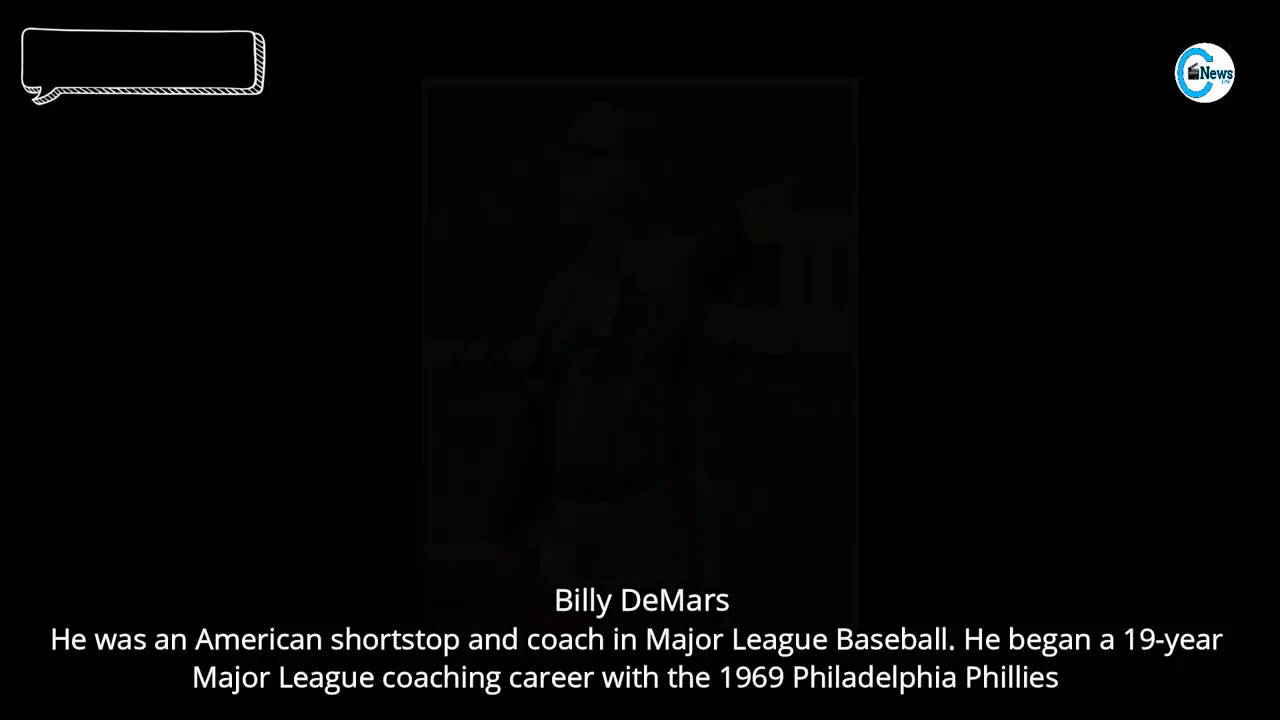 News
Billy DeMars
He was an American shortstop and coach in Major League Baseball. He began a 19-year
Major League coaching career with the 1969 Philadelphia Phillies